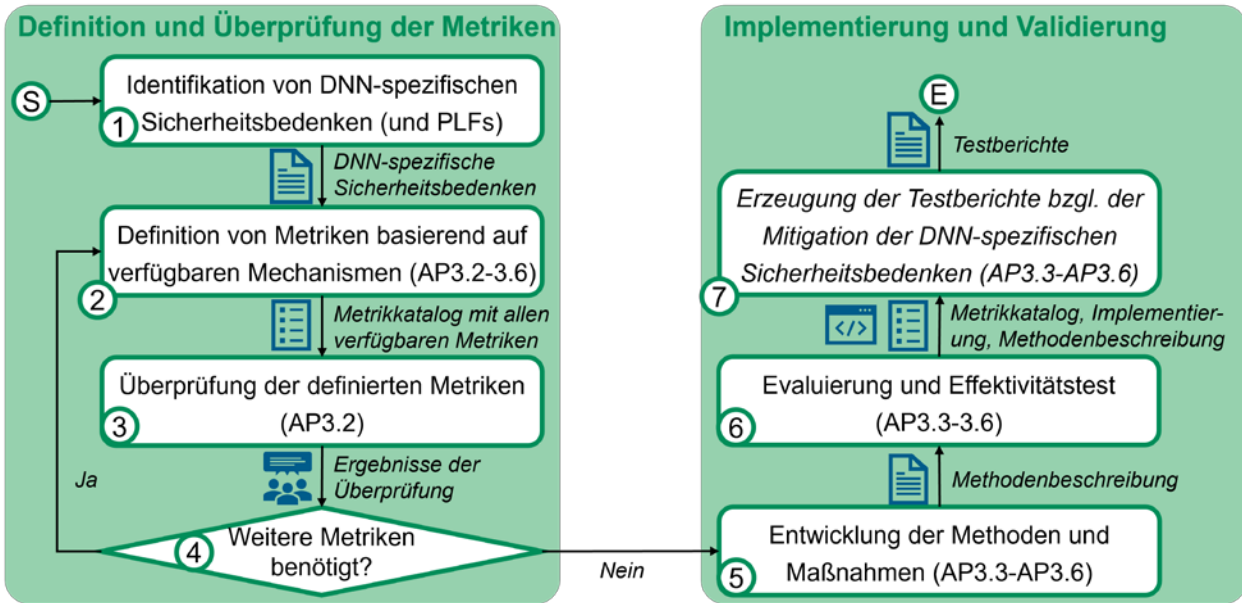 Definition und Überprüfung der Metriken
S
Identifikation von DNN-spezifischen
Sicherheitsbedenken (und PLFs)
1
DNN-spezifische
Sicherheitsbedenken
Definition von Metriken basierend auf
verfügbaren Mechanismen (AP3.2-3.6)
2
Metrikkatalog mit allen
verfügbaren Metriken
Überprüfung der definierten Metriken
(AP3.2)
3
Ergebnisse der
Überprüfung
Ja
4
Weitere Metriken
benötigt?
Nein
Implementierung und Validierung
E
Testberichte
Erzeugung der Testberichte bzgl. der
Mitigation der DNN-spezifischen
Sicherheitsbedenken (AP3.3-AP3.6)
7
</>
Metrikkatalog, Implementier-
ung, Methodenbeschreibung
Evaluierung und Effektivitätstest
(AP3.3-3.6)
6
Methodenbeschreibung
Entwicklung der Methoden und
Maßnahmen (AP3.3-AP3.6)
5